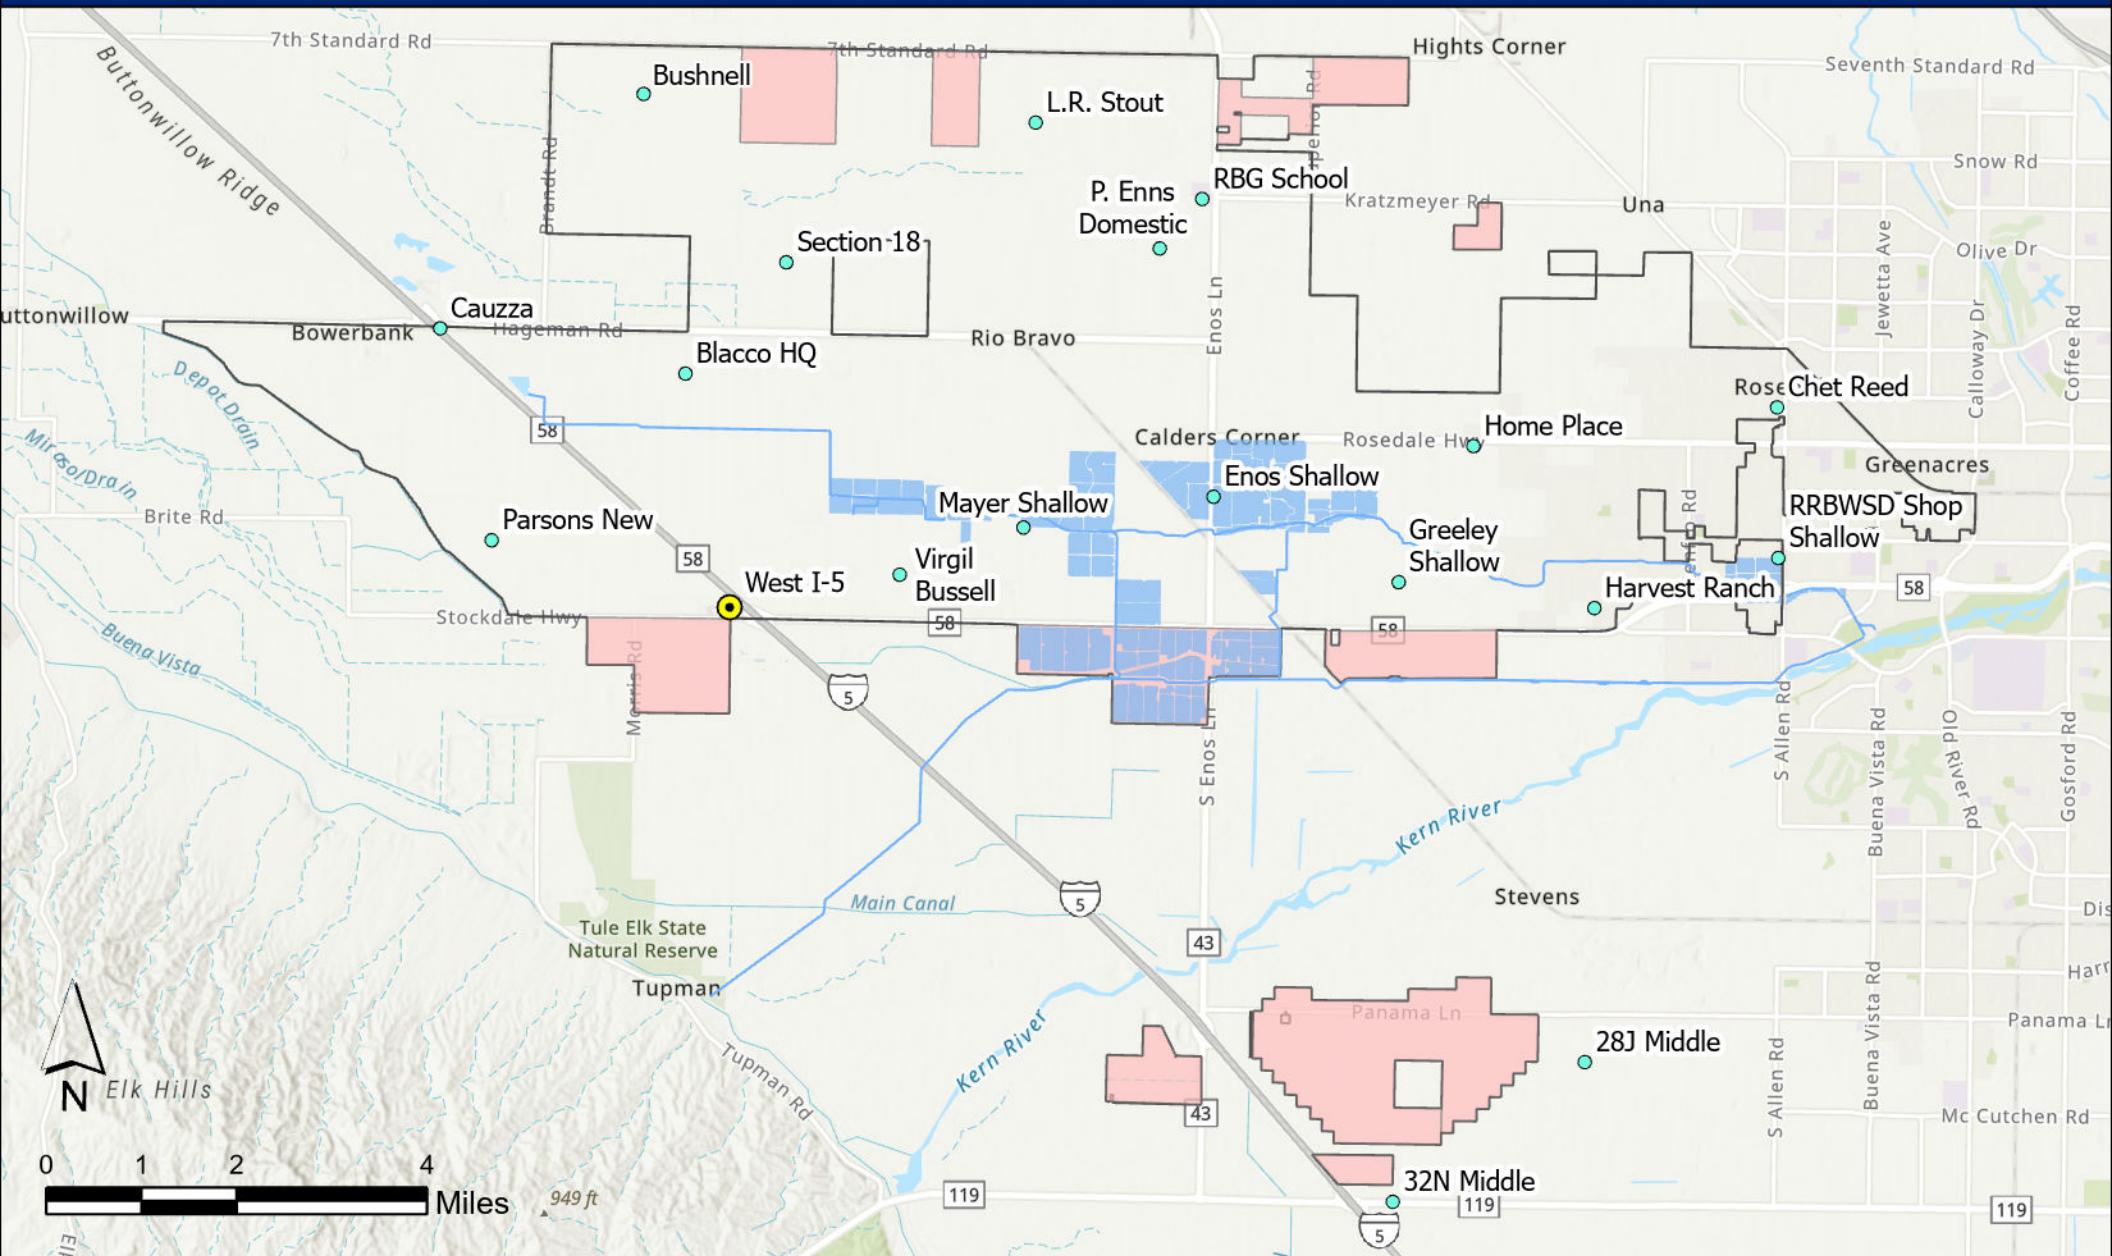 7th Standard Rd
7th Standard Rd
Hights Corner
Seventh Standard Rd
Buttonwillow Ridge
Bushnell
L.R. Stout
Snow Rd
Brandt Rd
RBG School
P. Enns
Domestic
Kratzmeyer Rd
Una
Jewetta Ave
Olive Dr
Section 18
Enos Ln
Calloway Dr
Coffee Rd
uttonwillow
Cauzza
Bowerbank
Hageman Rd
Rio Bravo
Blacco HQ
Depot Drain
Chet Reed
58
Calders Corner
Rosedale Hwy
Home Place
Greenacres
Enos Shallow
Mayer Shallow
RRBWSD Shop
Shallow
Brite Rd
Parsons New
Greeley
Shallow
58
Virgil
Bussell
West I-5
Harvest Ranch
58
Stockdale Hwy
58
58
Buena Vista
Morris Rd
5
S Enos Ln
S Allen Rd
Buena Vista Rd
Old River Rd
Gosford Rd
Kern River
Main Canal
5
Stevens
Tule Elk State
Natural Reserve
43
Tupman
Panama Ln
Panama Ln
28J Middle
Kern River
Tupman Rd
N
Elk Hills
43
S Allen Rd
Buena Vista Rd
Mc Cutchen Rd
0 1 2 4
Miles
949 ft
119
32N Middle
119
119
5